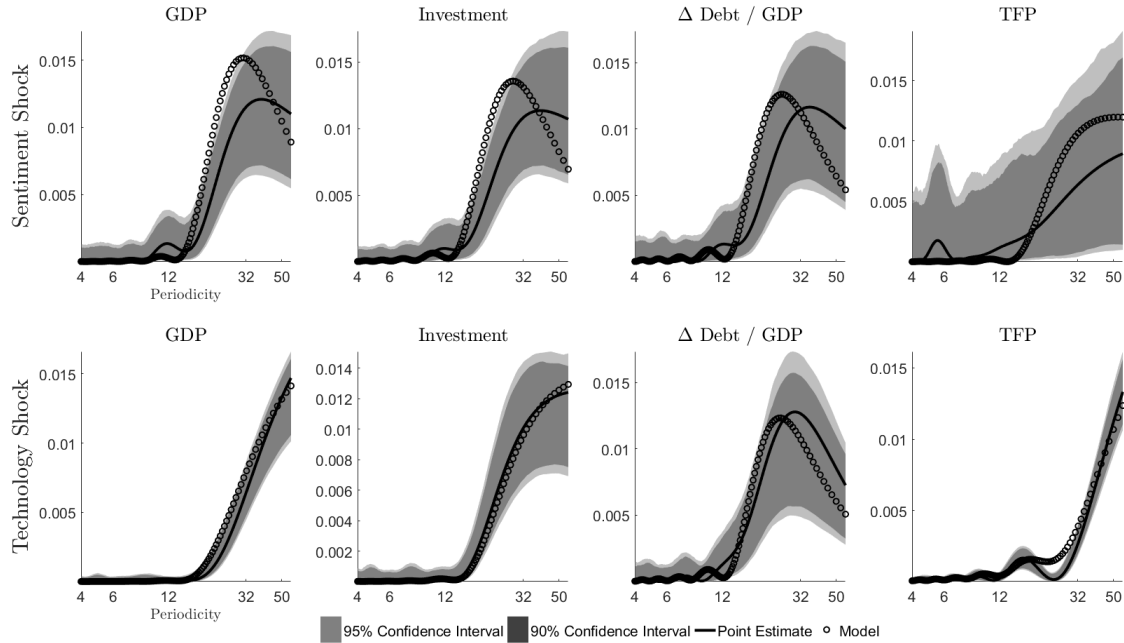 GDP
Investment
Δ Debt / GDP
TFP
Sentiment Shock
0.015
0.01
0.005
4 6 12 32 50
Periodicity
0.015
0.01
0.005
4 6 12 32 50
0.015
0.01
0.005
4 6 12 32 50
0.015
0.01
0.005
4 6 12 32 50
GDP
Investment
Δ Debt / GDP
TFP
Technology Shock
0.015
0.01
0.005
4 6 12 32 50
Periodicity
0.014
0.012
0.01
0.008
0.006
0.004
0.002
4 6 12 32 50
0.015
0.01
0.005
4 6 12 32 50
0.015
0.01
0.005
4 6 12 32 50
95% Confidence Interval 90% Confidence Interval Point Estimate Model